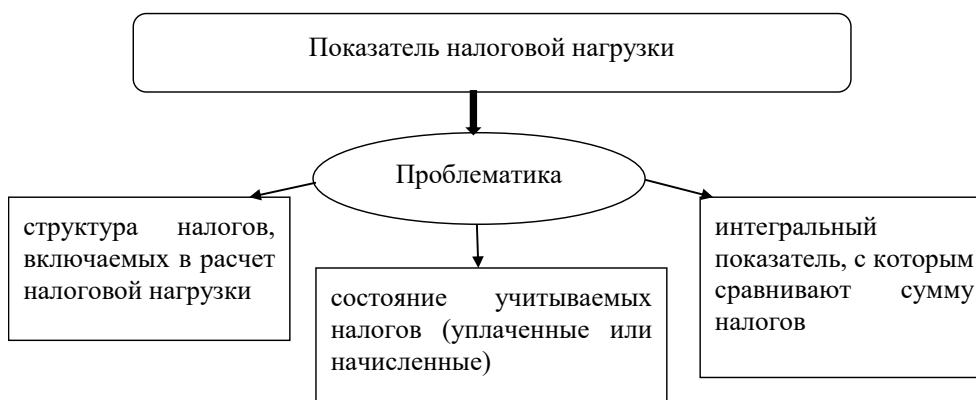 Показатель налоговой нагрузки
Проблематика
структура налогов,
включаемых в расчет
налоговой нагрузки
состояние учитываемых
налогов (уплаченные или
начисленные)
интегральный
показатель, с которым
сравнивают сумму
налогов